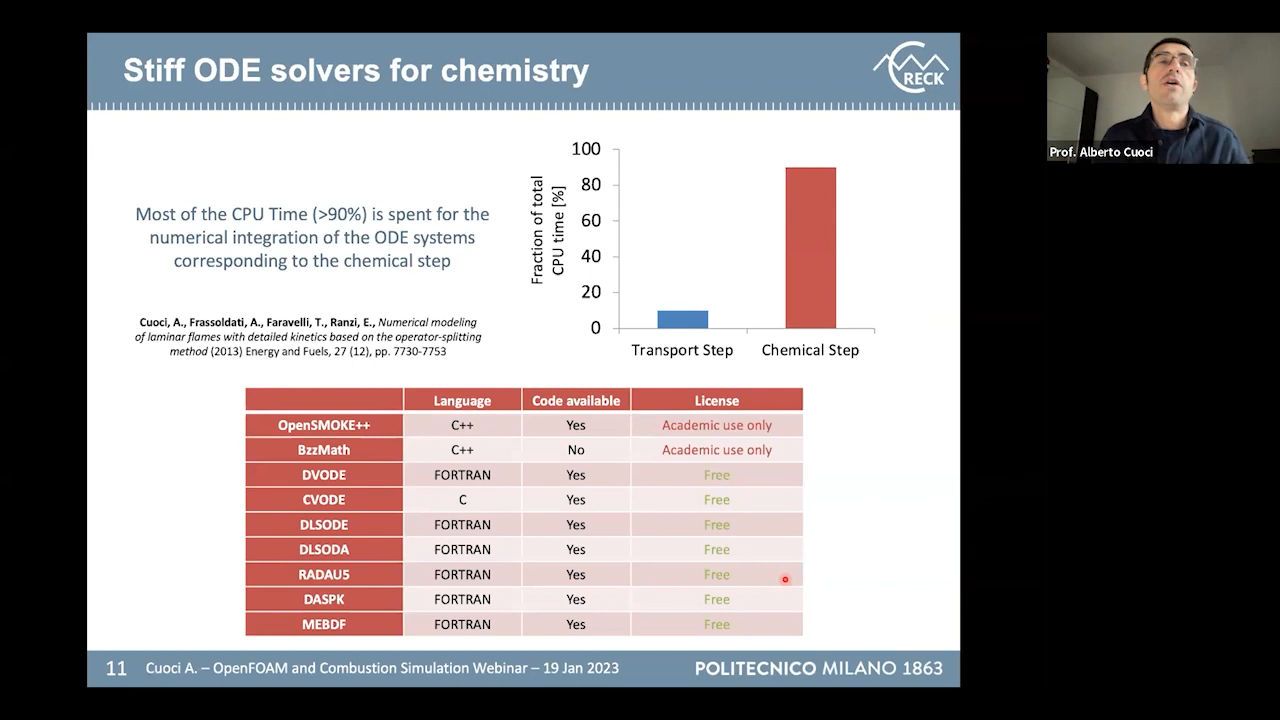 Stiff ODE solvers for chemistry
CRECK
Most of the CPU Time (>90%) is spent for the
numerical integration of the ODE systems
corresponding to the chemical step
Cuoci, A., Frassoldati, A., Faravelli, T., Ranzi, E., Numerical modeling
of laminar flames with detailed kinetics based on the operator-splitting
method (2013) Energy and Fuels, 27 (12), pp. 7730-7753
Fraction of total
CPU time [%]
100
80
60
40
20
0
Transport Step Chemical Step
Language Code available License
OpenSMOKE++ C++ Yes Academic use only
BzzMath C++ No Academic use only
DVODE FORTRAN Yes Free
CVODE C Yes Free
DLSODE FORTRAN Yes Free
DLSODA FORTRAN Yes Free
RADAU5 FORTRAN Yes Free
DASPK FORTRAN Yes Free
MEBDF FORTRAN Yes Free
11 Cuoci A. – OpenFOAM and Combustion Simulation Webinar – 19 Jan 2023 POLITECNICO MILANO 1863
Prof. Alberto Cuoci